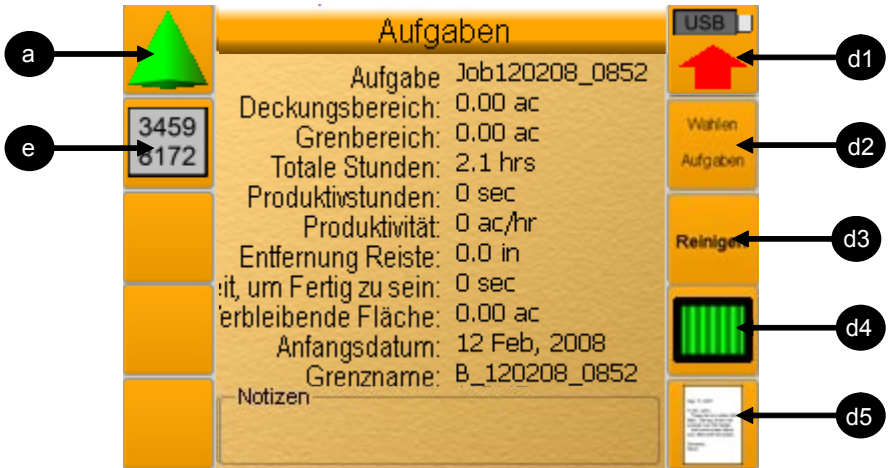 Aufgaben
USB
a
d1
Aufgabe Job120208_0852
Deckungsbereich: 0.00 ac
3459
8172
e
Grenbereich: 0.00 ac
Wahlen
Aufgaben
d2
Totale Stunden: 2.1 hrs
Produktivstunden: 0 sec
Produktivität: 0 ac/hr
Reinigen
d3
Entfernung Reiste: 0.0 in
it, um Fertig zu sein: 0 sec
erbleibende Fläche: 0.00 ac
d4
Anfangsdatum: 12 Feb, 2008
Grenzname: B_120208_0852
Notizen
d5